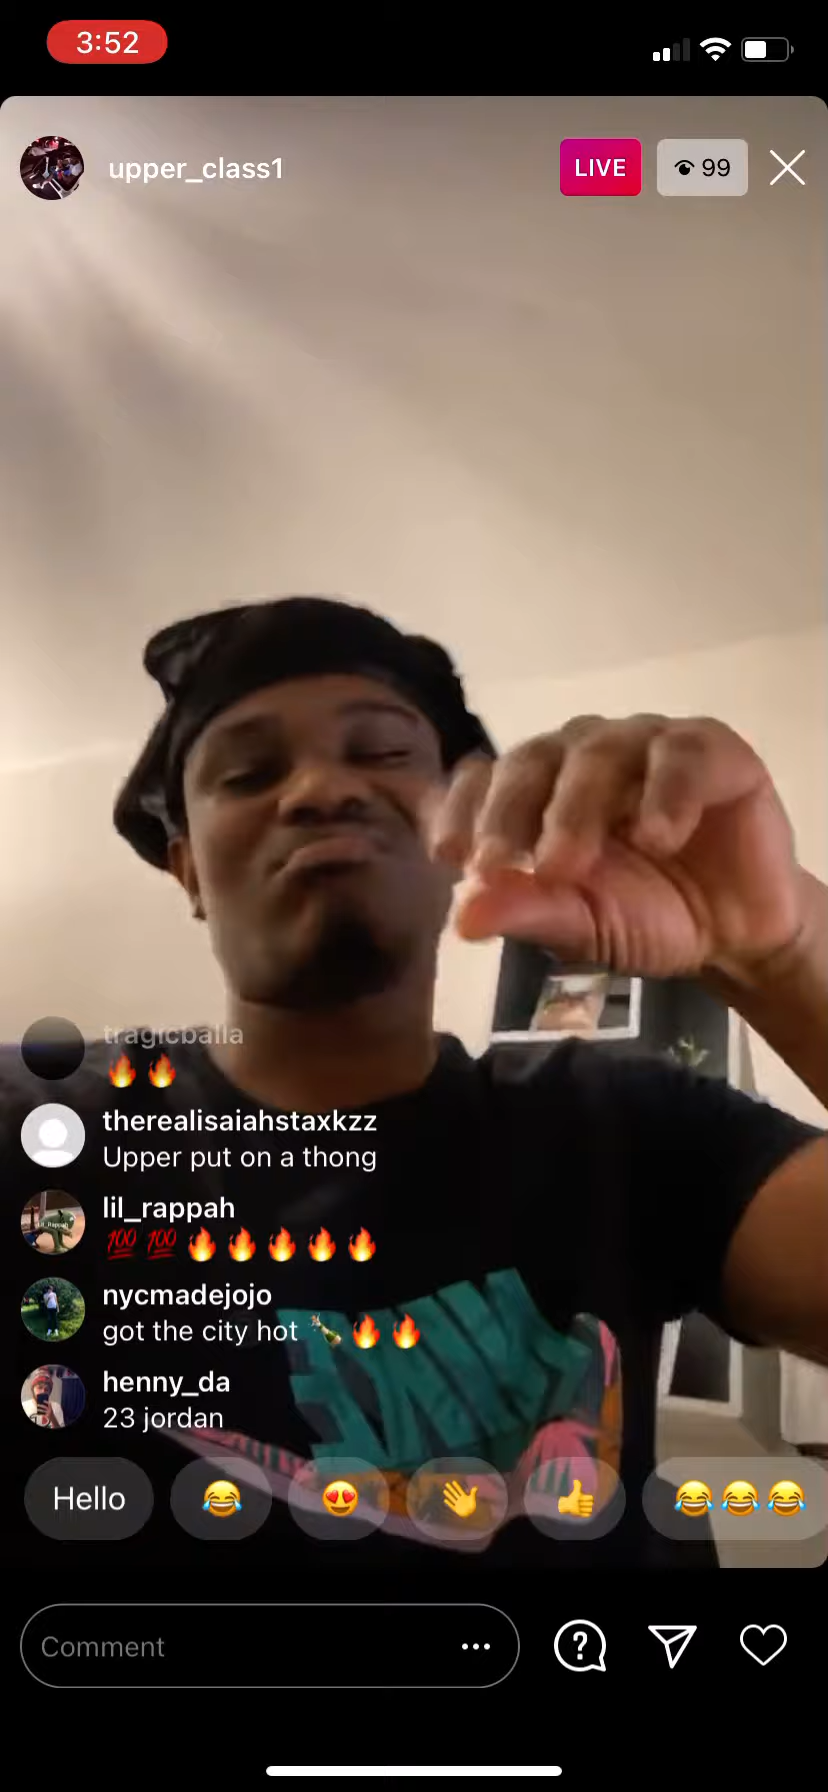 3:52
upper_class1
LIVE
99
tragicballa
🔥 🔥
therealisaiahstaxkzz
Upper put on a thong
lil_rappah
💯 💯 🔥 🔥 🔥 🔥 🔥
nycmadejojo
got the city hot 🍾 🔥 🔥
henny_da
23 jordan
NIKE
Hello 😂 😍 👋 👍 😂 😂 😂
Comment